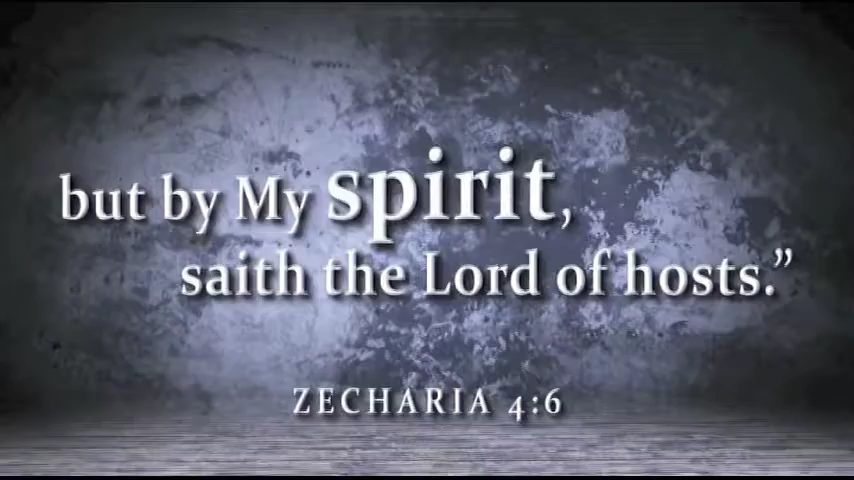 but by My spirit,
saith the Lord of hosts.”
ZECHARIA 4:6